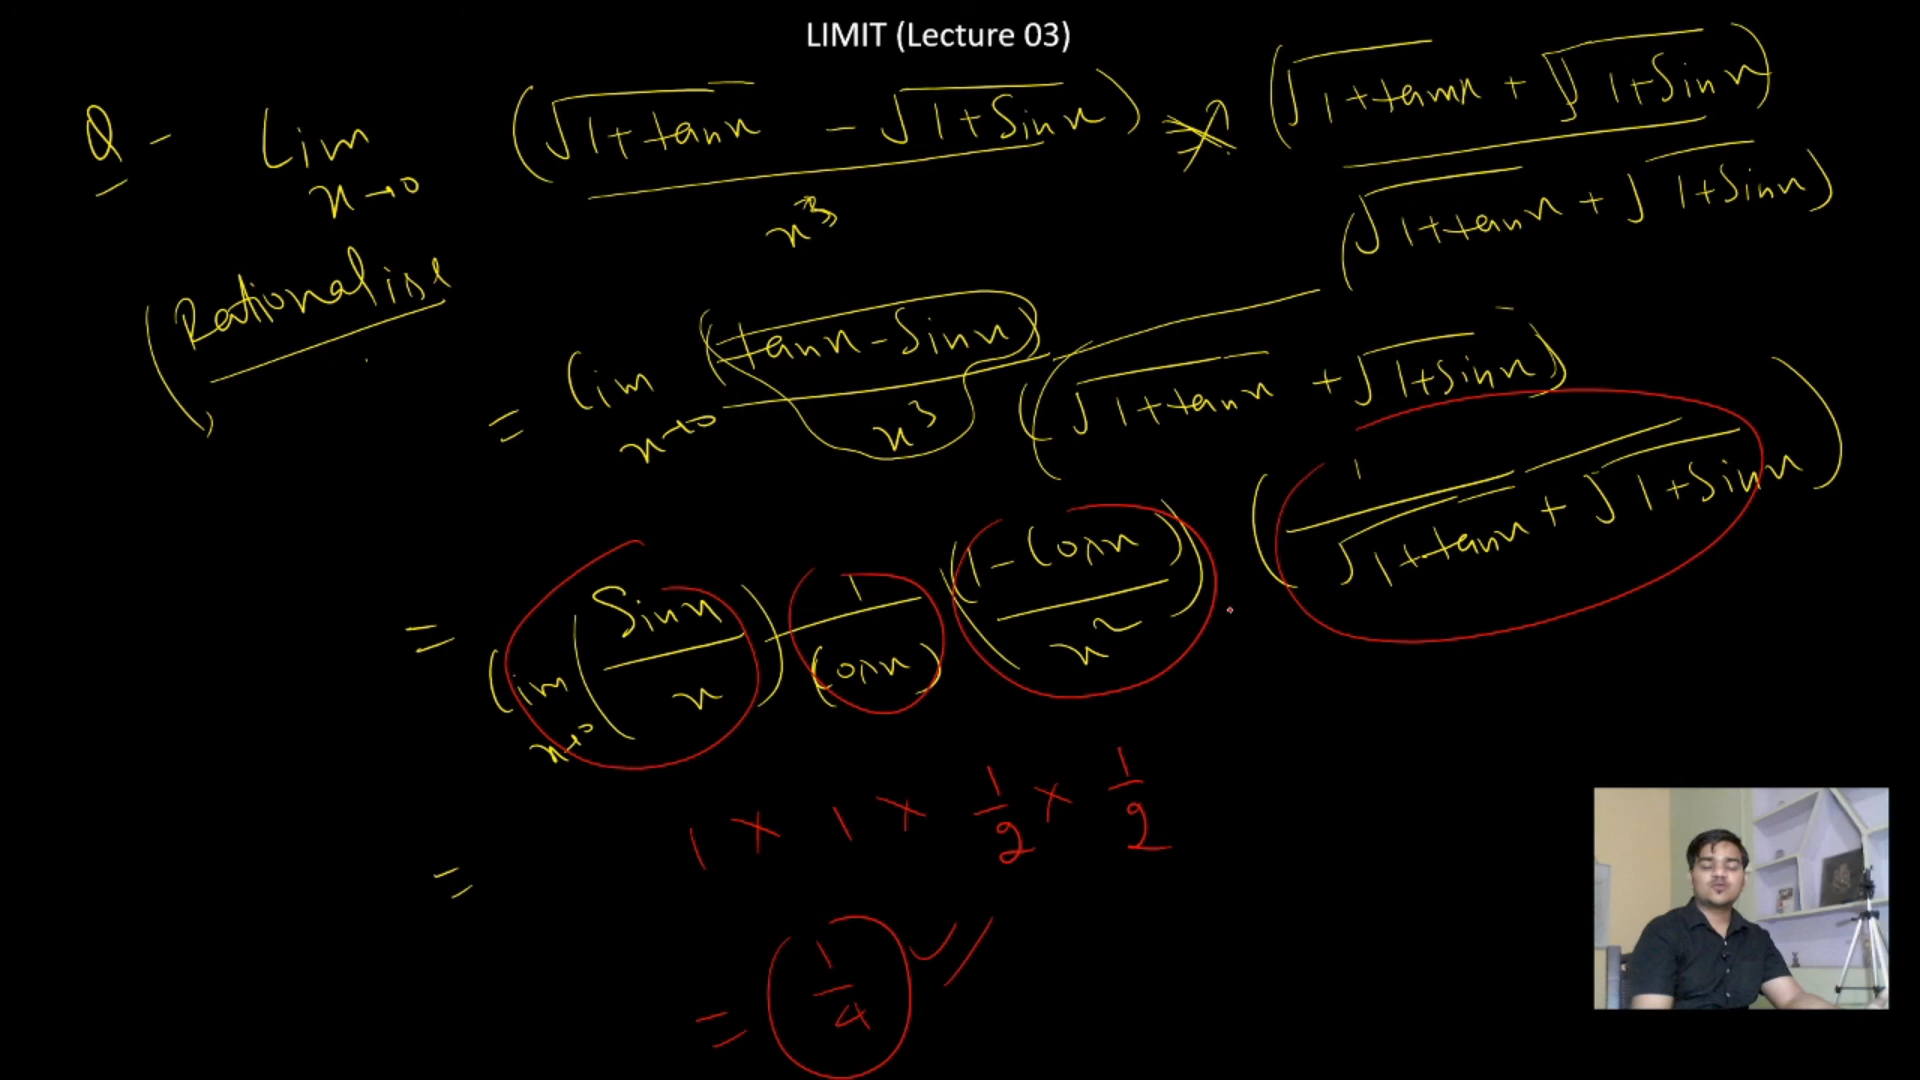 LIMIT (Lecture 03)
Q - Lim x→0 (√1+tanx - √1+Sinx) / x³ × (√1+tanx + √1+Sinx) / (√1+tanx + √1+Sinx)
(Rationalise)
= Lim x→0 (tanx - Sinx) / x³ (√1+tanx + √1+Sinx)
= Lim x→0 (Sinx / x) 1 / Cosx (1 - Cosx) / x² . (1 / √1+tanx + √1+Sinx)
= 1 × 1 × 1/2 × 1/2
= 1/4